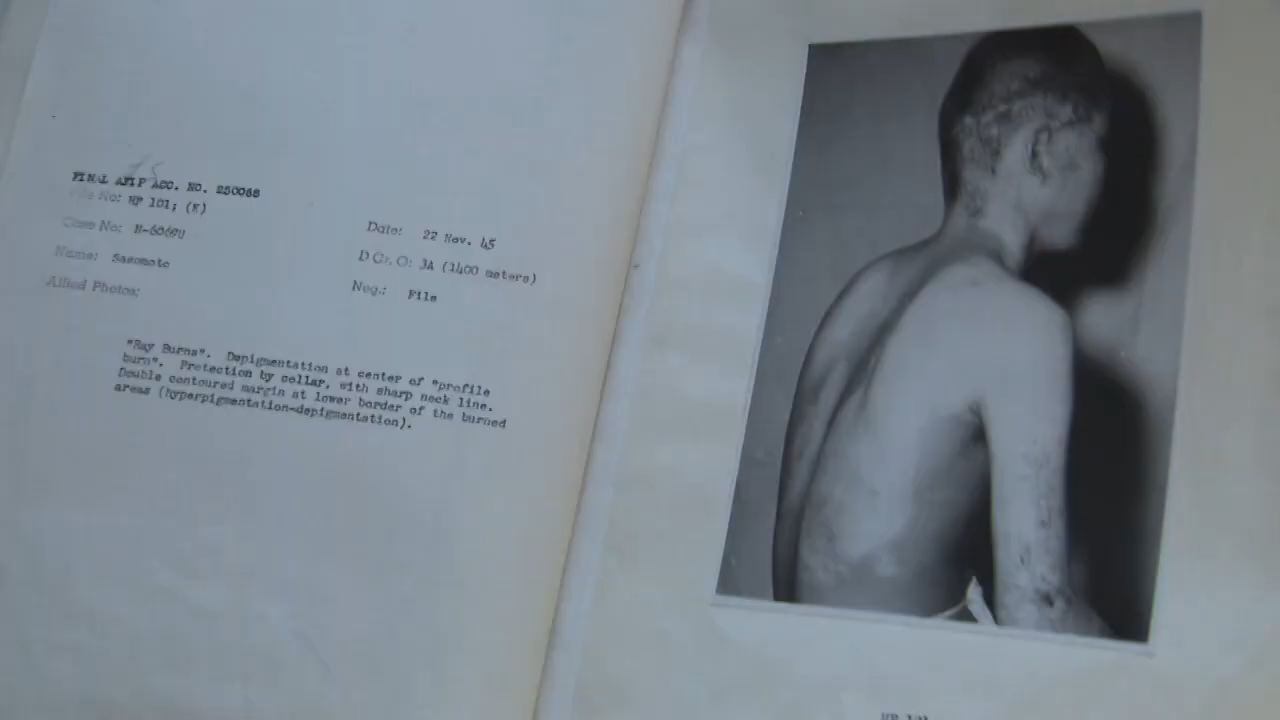 FINAL AFIP ACC. NO. 250068
File No: HP 101; (K)
Case No: H-6069U
Name: Sasomoto
Allied Photos:
Date: 22 Nov. 45
D Gr. O: 3A (1400 meters)
Neg.: File
"Ray Burns". Depigmentation at center of "profile
burn". Protection by collar, with sharp neck line.
Double contoured margin at lower border of the burned
areas (hyperpigmentation-depigmentation).